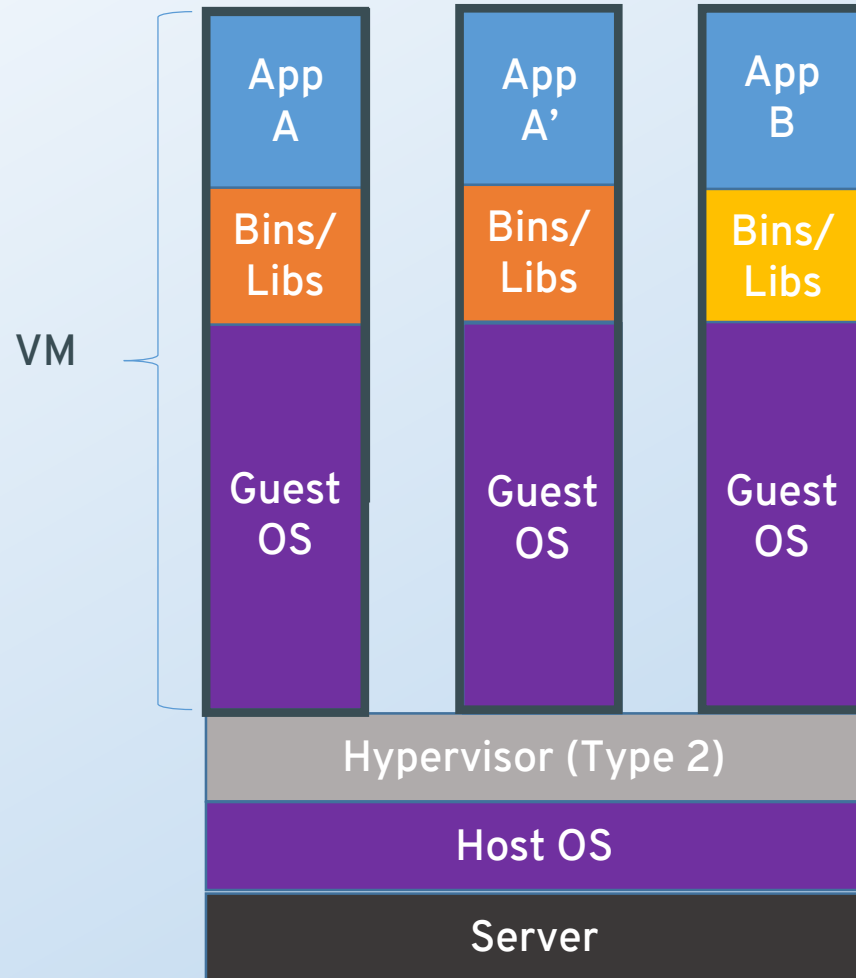 App
A
App
A’
App
B
Bins/
Libs
Bins/
Libs
Bins/
Libs
VM
Guest
OS
Guest
OS
Guest
OS
Hypervisor (Type 2)
Host OS
Server